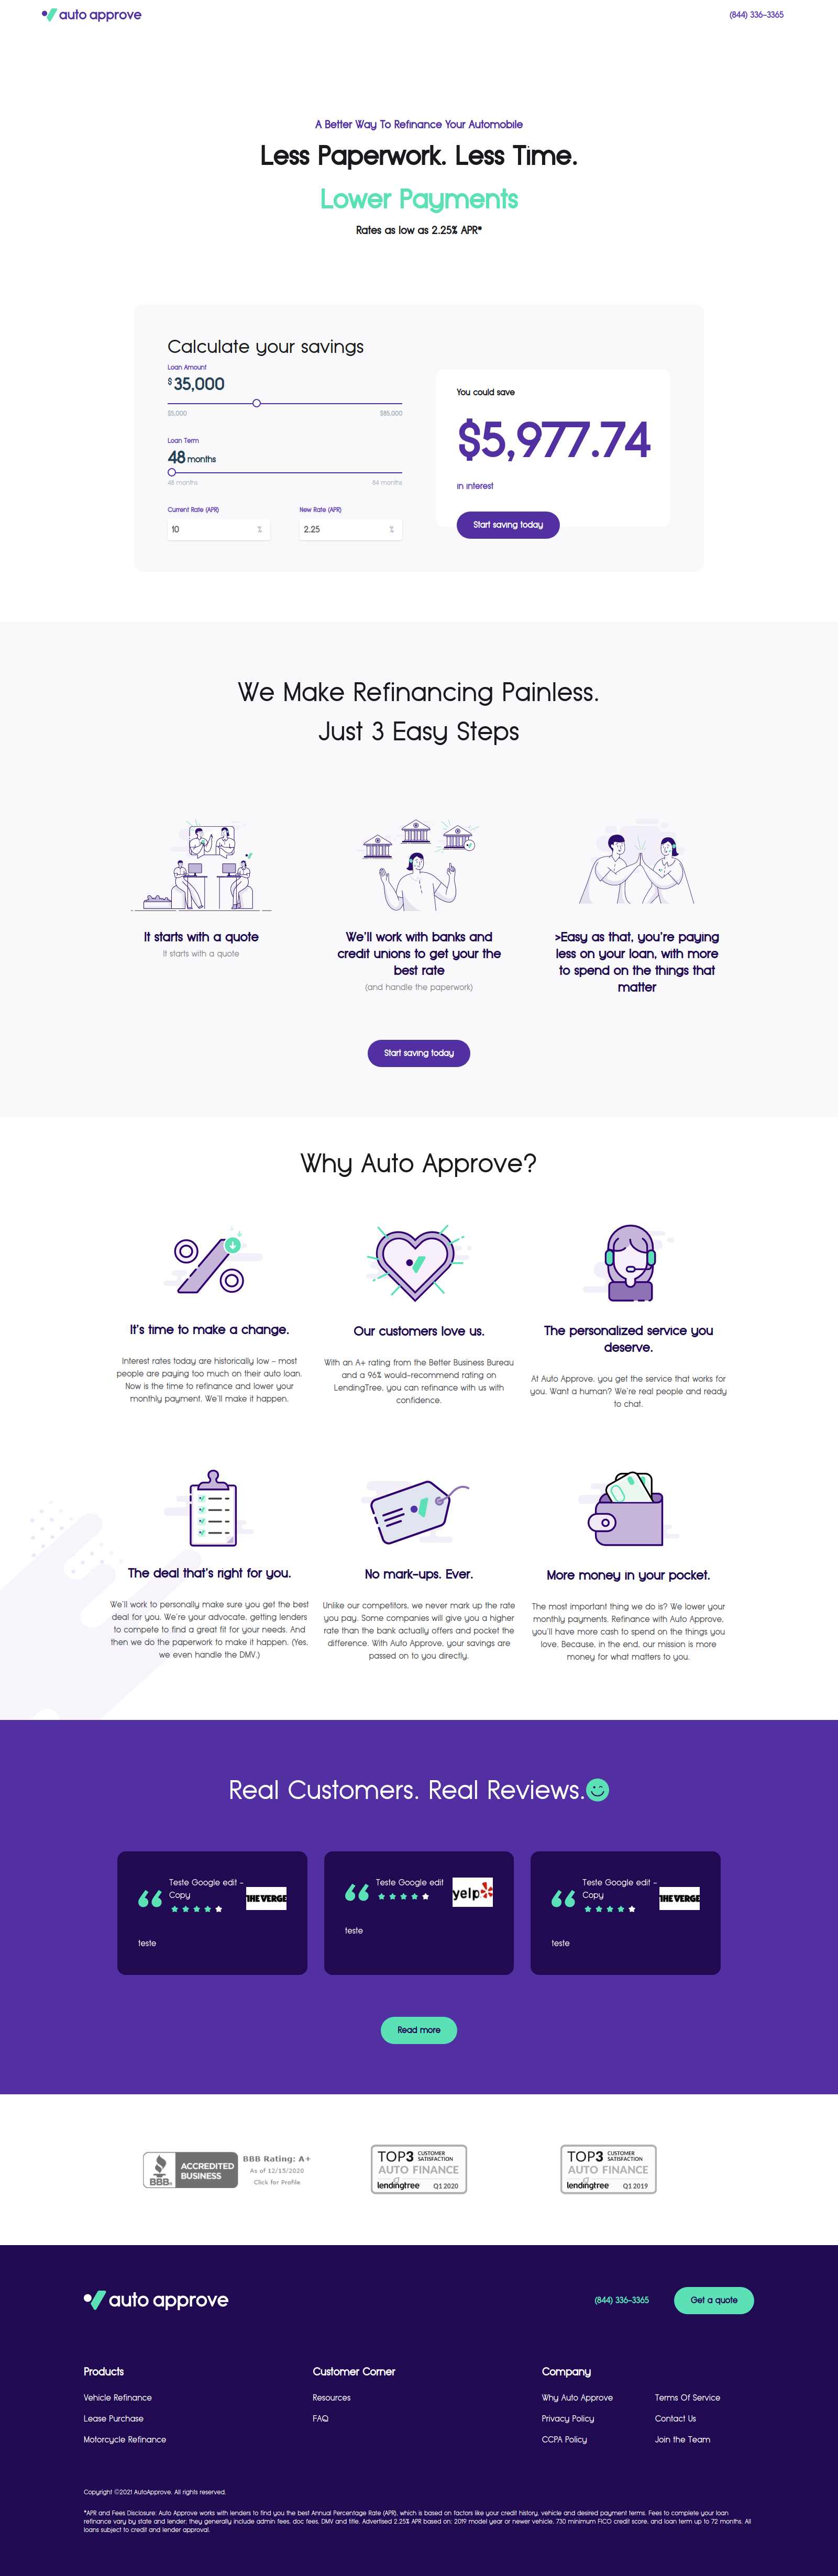 auto approve
(844) 336-3365
A Better Way To Refinance Your Automobile
Less Paperwork. Less Time.
Lower Payments
Rates as low as 2.25% APR*
Calculate your savings
Loan Amount
$ 35,000
$5,000 $85,000
Loan Term
48 months
48 months 84 months
Current Rate (APR) New Rate (APR)
10 % 2.25 %
You could save
$5,977.74
in interest
Start saving today
We Make Refinancing Painless.
Just 3 Easy Steps
It starts with a quote
It starts with a quote
We'll work with banks and
credit unions to get your the
best rate
(and handle the paperwork)
>Easy as that, you're paying
less on your loan, with more
to spend on the things that
matter
Start saving today
Why Auto Approve?
It's time to make a change.
Interest rates today are historically low – most
people are paying too much on their auto loan.
Now is the time to refinance and lower your
monthly payment. We'll make it happen.
Our customers love us.
With an A+ rating from the Better Business Bureau
and a 96% would-recommend rating on
LendingTree, you can refinance with us with
confidence.
The personalized service you
deserve.
At Auto Approve, you get the service that works for
you. Want a human? We're real people and ready
to chat.
The deal that's right for you.
We'll work to personally make sure you get the best
deal for you. We're your advocate, getting lenders
to compete to find a great fit for your needs. And
then we do the paperwork to make it happen. (Yes,
we even handle the DMV.)
No mark-ups. Ever.
Unlike our competitors, we never mark up the rate
you pay. Some companies will give you a higher
rate than the bank actually offers and pocket the
difference. With Auto Approve, your savings are
passed on to you directly.
More money in your pocket.
The most important thing we do is? We lower your
monthly payments. Refinance with Auto Approve,
you'll have more cash to spend on the things you
love. Because, in the end, our mission is more
money for what matters to you.
Real Customers. Real Reviews.
Teste Google edit –
Copy
THE VERGE
teste
Teste Google edit
yelp
teste
Teste Google edit –
Copy
THE VERGE
teste
Read more
BBB
ACCREDITED
BUSINESS
BBB Rating: A+
As of 12/15/2020
Click for Profile
TOP3 CUSTOMER
SATISFACTION
AUTO FINANCE
lendingtree Q1 2020
TOP3 CUSTOMER
SATISFACTION
AUTO FINANCE
lendingtree Q1 2019
auto approve
(844) 336-3365
Get a quote
Products
Vehicle Refinance
Lease Purchase
Motorcycle Refinance
Customer Corner
Resources
FAQ
Company
Why Auto Approve
Privacy Policy
CCPA Policy
Terms Of Service
Contact Us
Join the Team
Copyright ©2021 AutoApprove. All rights reserved.
*APR and Fees Disclosure: Auto Approve works with lenders to find you the best Annual Percentage Rate (APR), which is based on factors like your credit history, vehicle and desired payment terms. Fees to complete your loan
refinance vary by state and lender; they generally include admin fees, doc fees, DMV and title. Advertised 2.25% APR based on: 2019 model year or newer vehicle, 730 minimum FICO credit score, and loan term up to 72 months. All
loans subject to credit and lender approval.